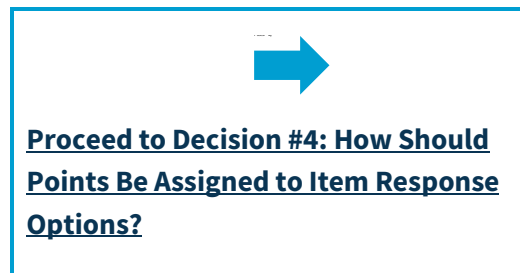 Proceed to Decision #4: How Should
Points Be Assigned to Item Response
Options?